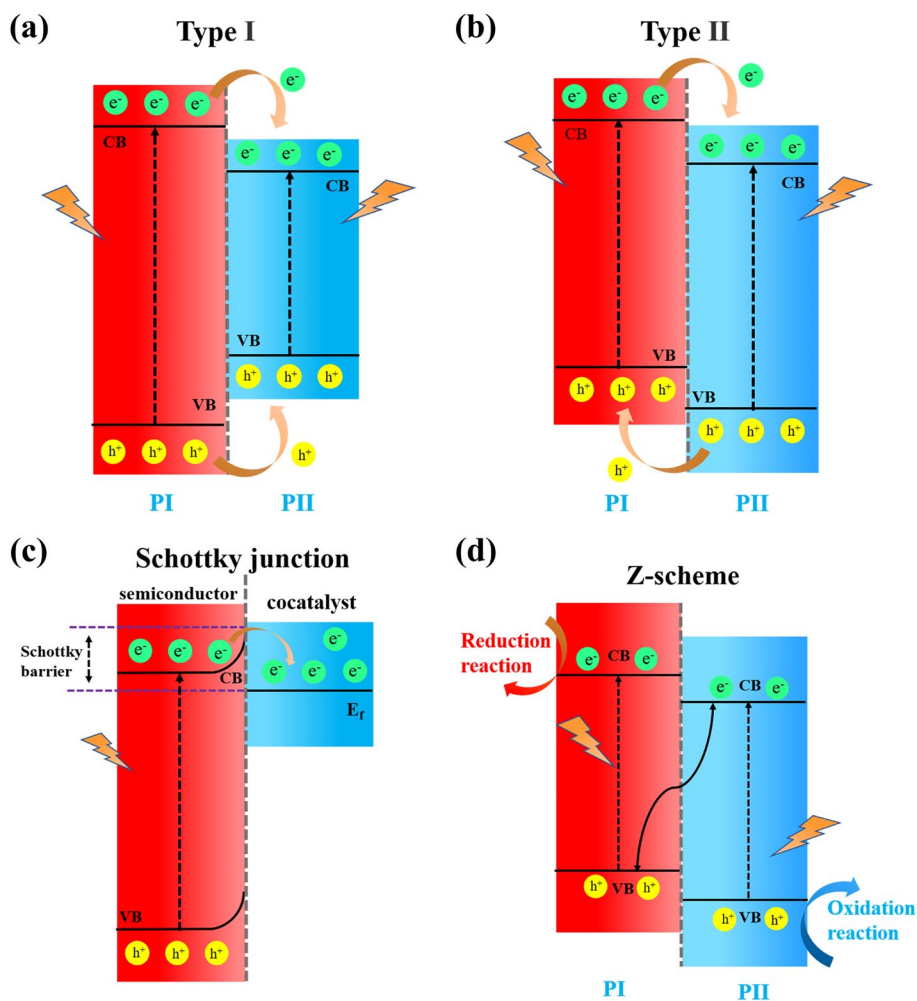 (a)
Type I
e⁻
e⁻ e⁻ e⁻
CB
e⁻ e⁻ e⁻
CB
VB
h⁺ h⁺ h⁺
VB
h⁺ h⁺ h⁺
h⁺
PI PII
(b)
Type II
e⁻
e⁻ e⁻ e⁻
CB
e⁻ e⁻ e⁻
CB
VB
h⁺ h⁺ h⁺
VB
h⁺ h⁺ h⁺
h⁺
PI PII
(c)
Schottky junction
semiconductor
cocatalyst
Schottky
barrier
e⁻ e⁻ e⁻
CB
e⁻
e⁻ e⁻ e⁻
E_f
VB
h⁺ h⁺ h⁺
(d)
Z-scheme
Reduction
reaction
e⁻ CB e⁻
e⁻ CB e⁻
h⁺ VB h⁺
h⁺ VB h⁺
Oxidation
reaction
PI PII